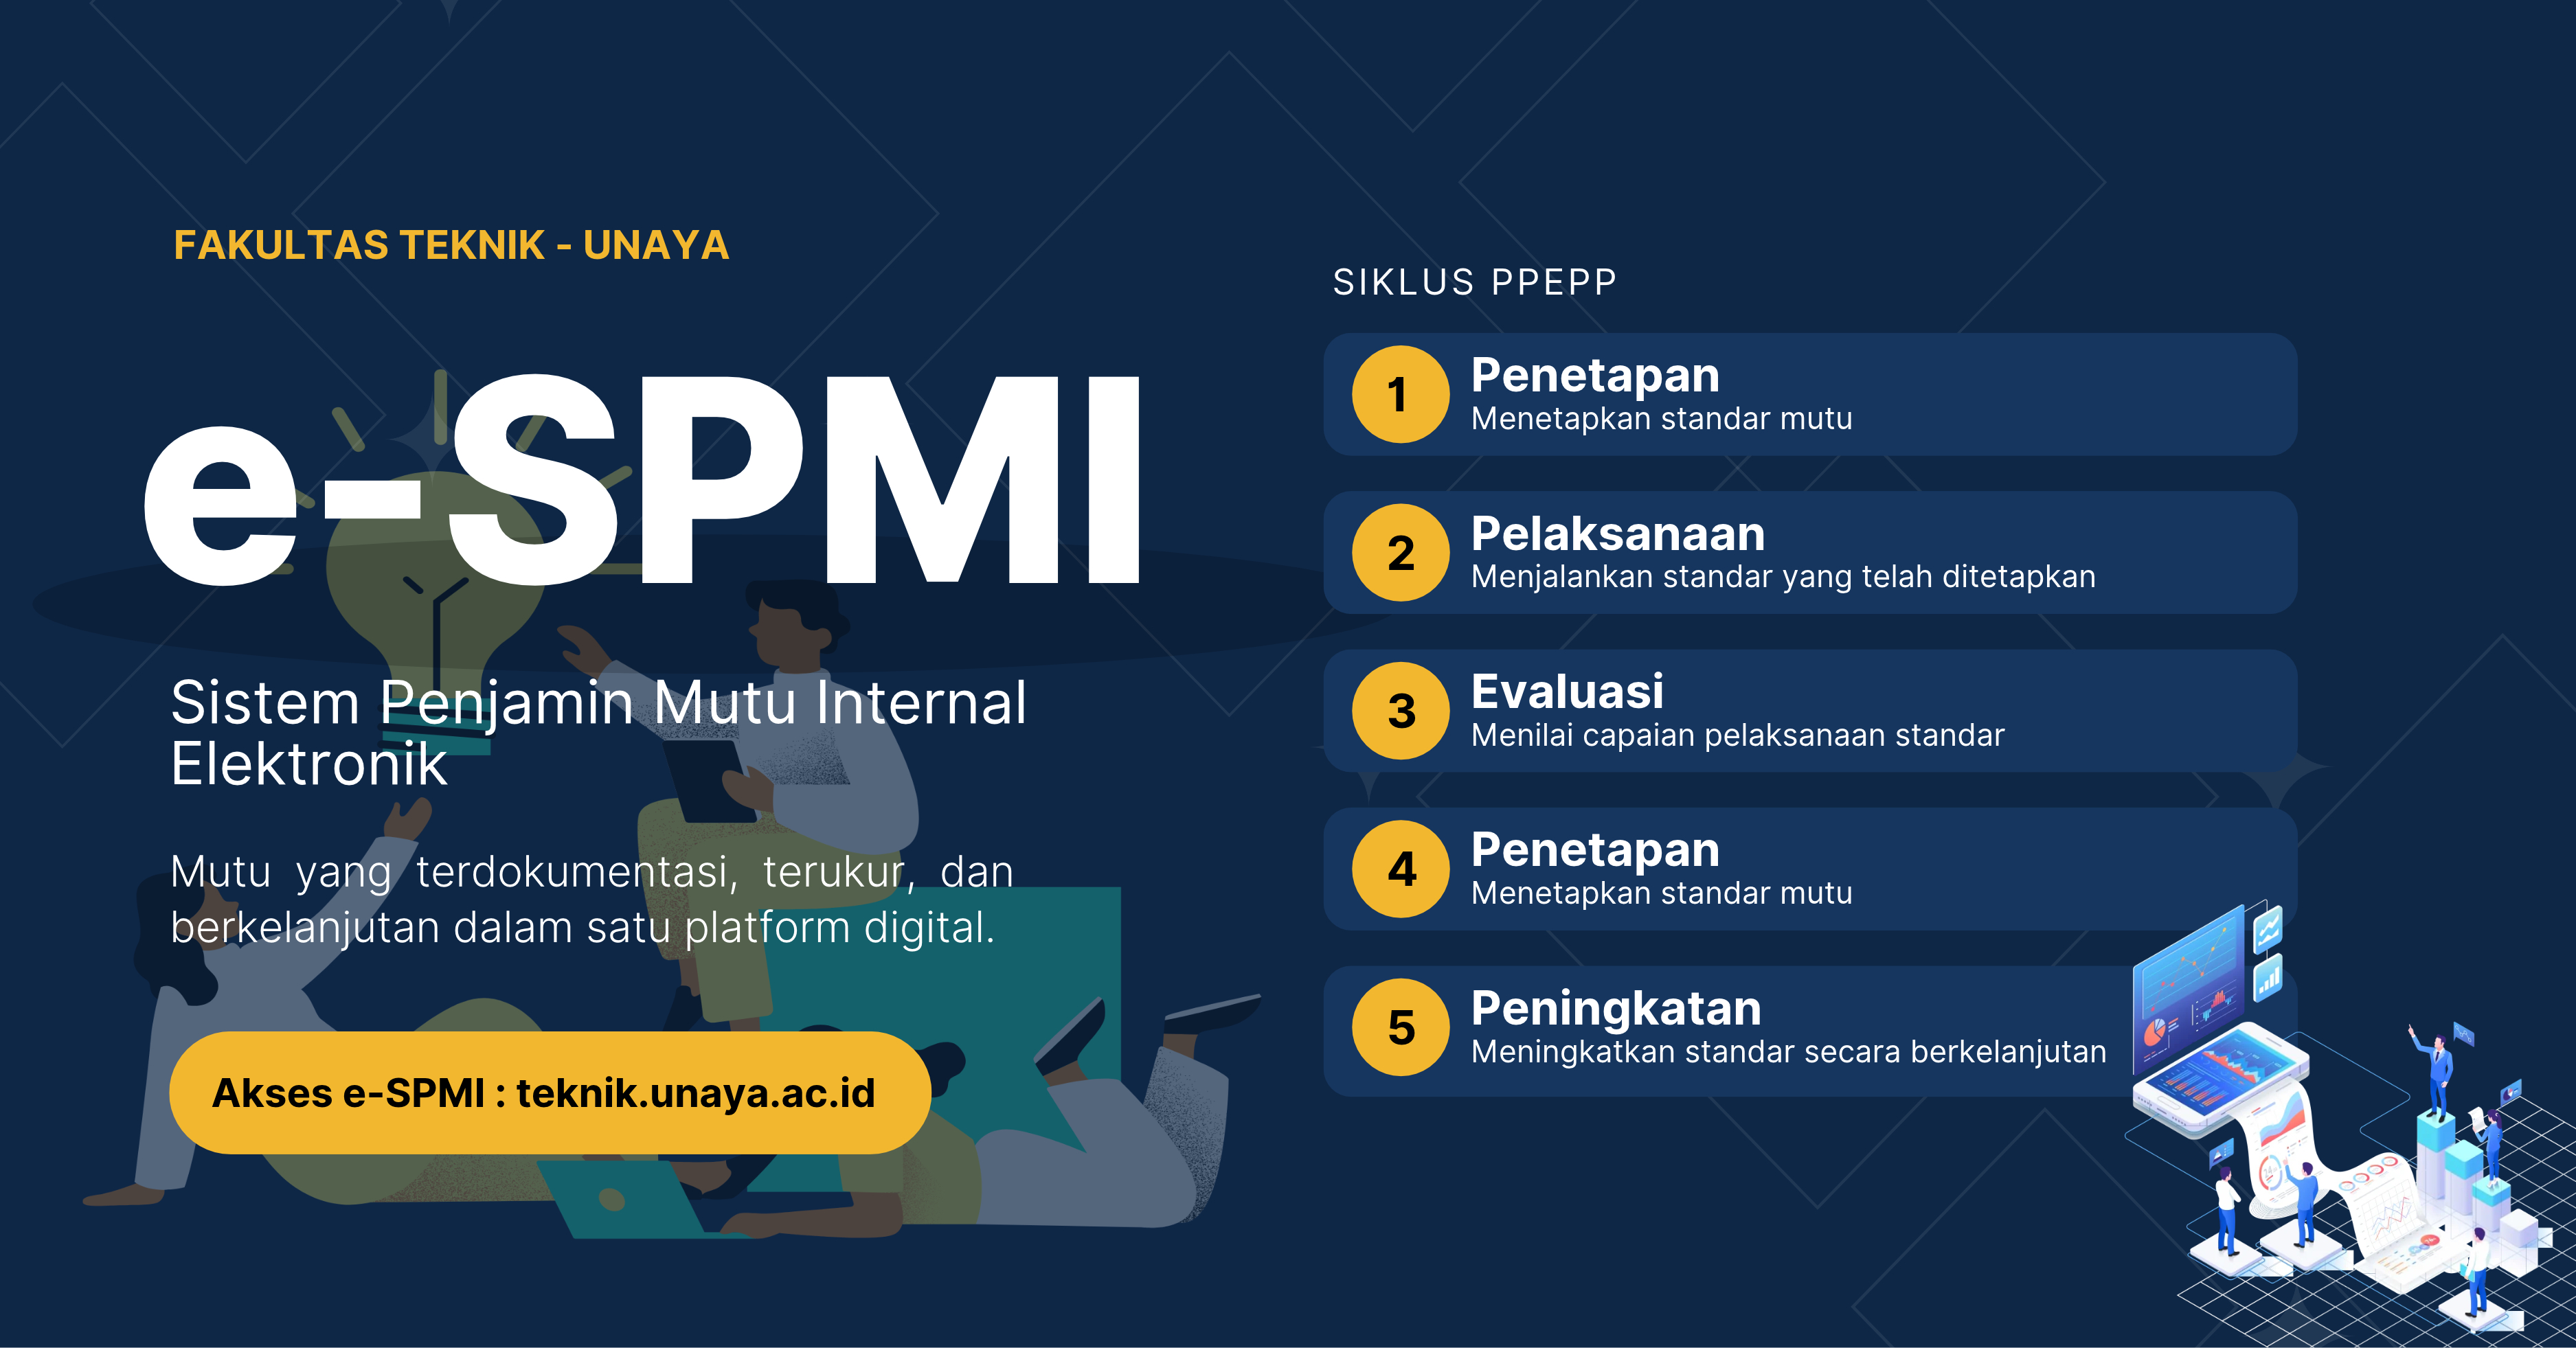 FAKULTAS TEKNIK - UNAYA
e-SPMI
Sistem Penjamin Mutu Internal
Elektronik
Mutu yang terdokumentasi, terukur, dan
berkelanjutan dalam satu platform digital.
Akses e-SPMI : teknik.unaya.ac.id
SIKLUS PPEPP
1
Penetapan
Menetapkan standar mutu
2
Pelaksanaan
Menjalankan standar yang telah ditetapkan
3
Evaluasi
Menilai capaian pelaksanaan standar
4
Penetapan
Menetapkan standar mutu
5
Peningkatan
Meningkatkan standar secara berkelanjutan